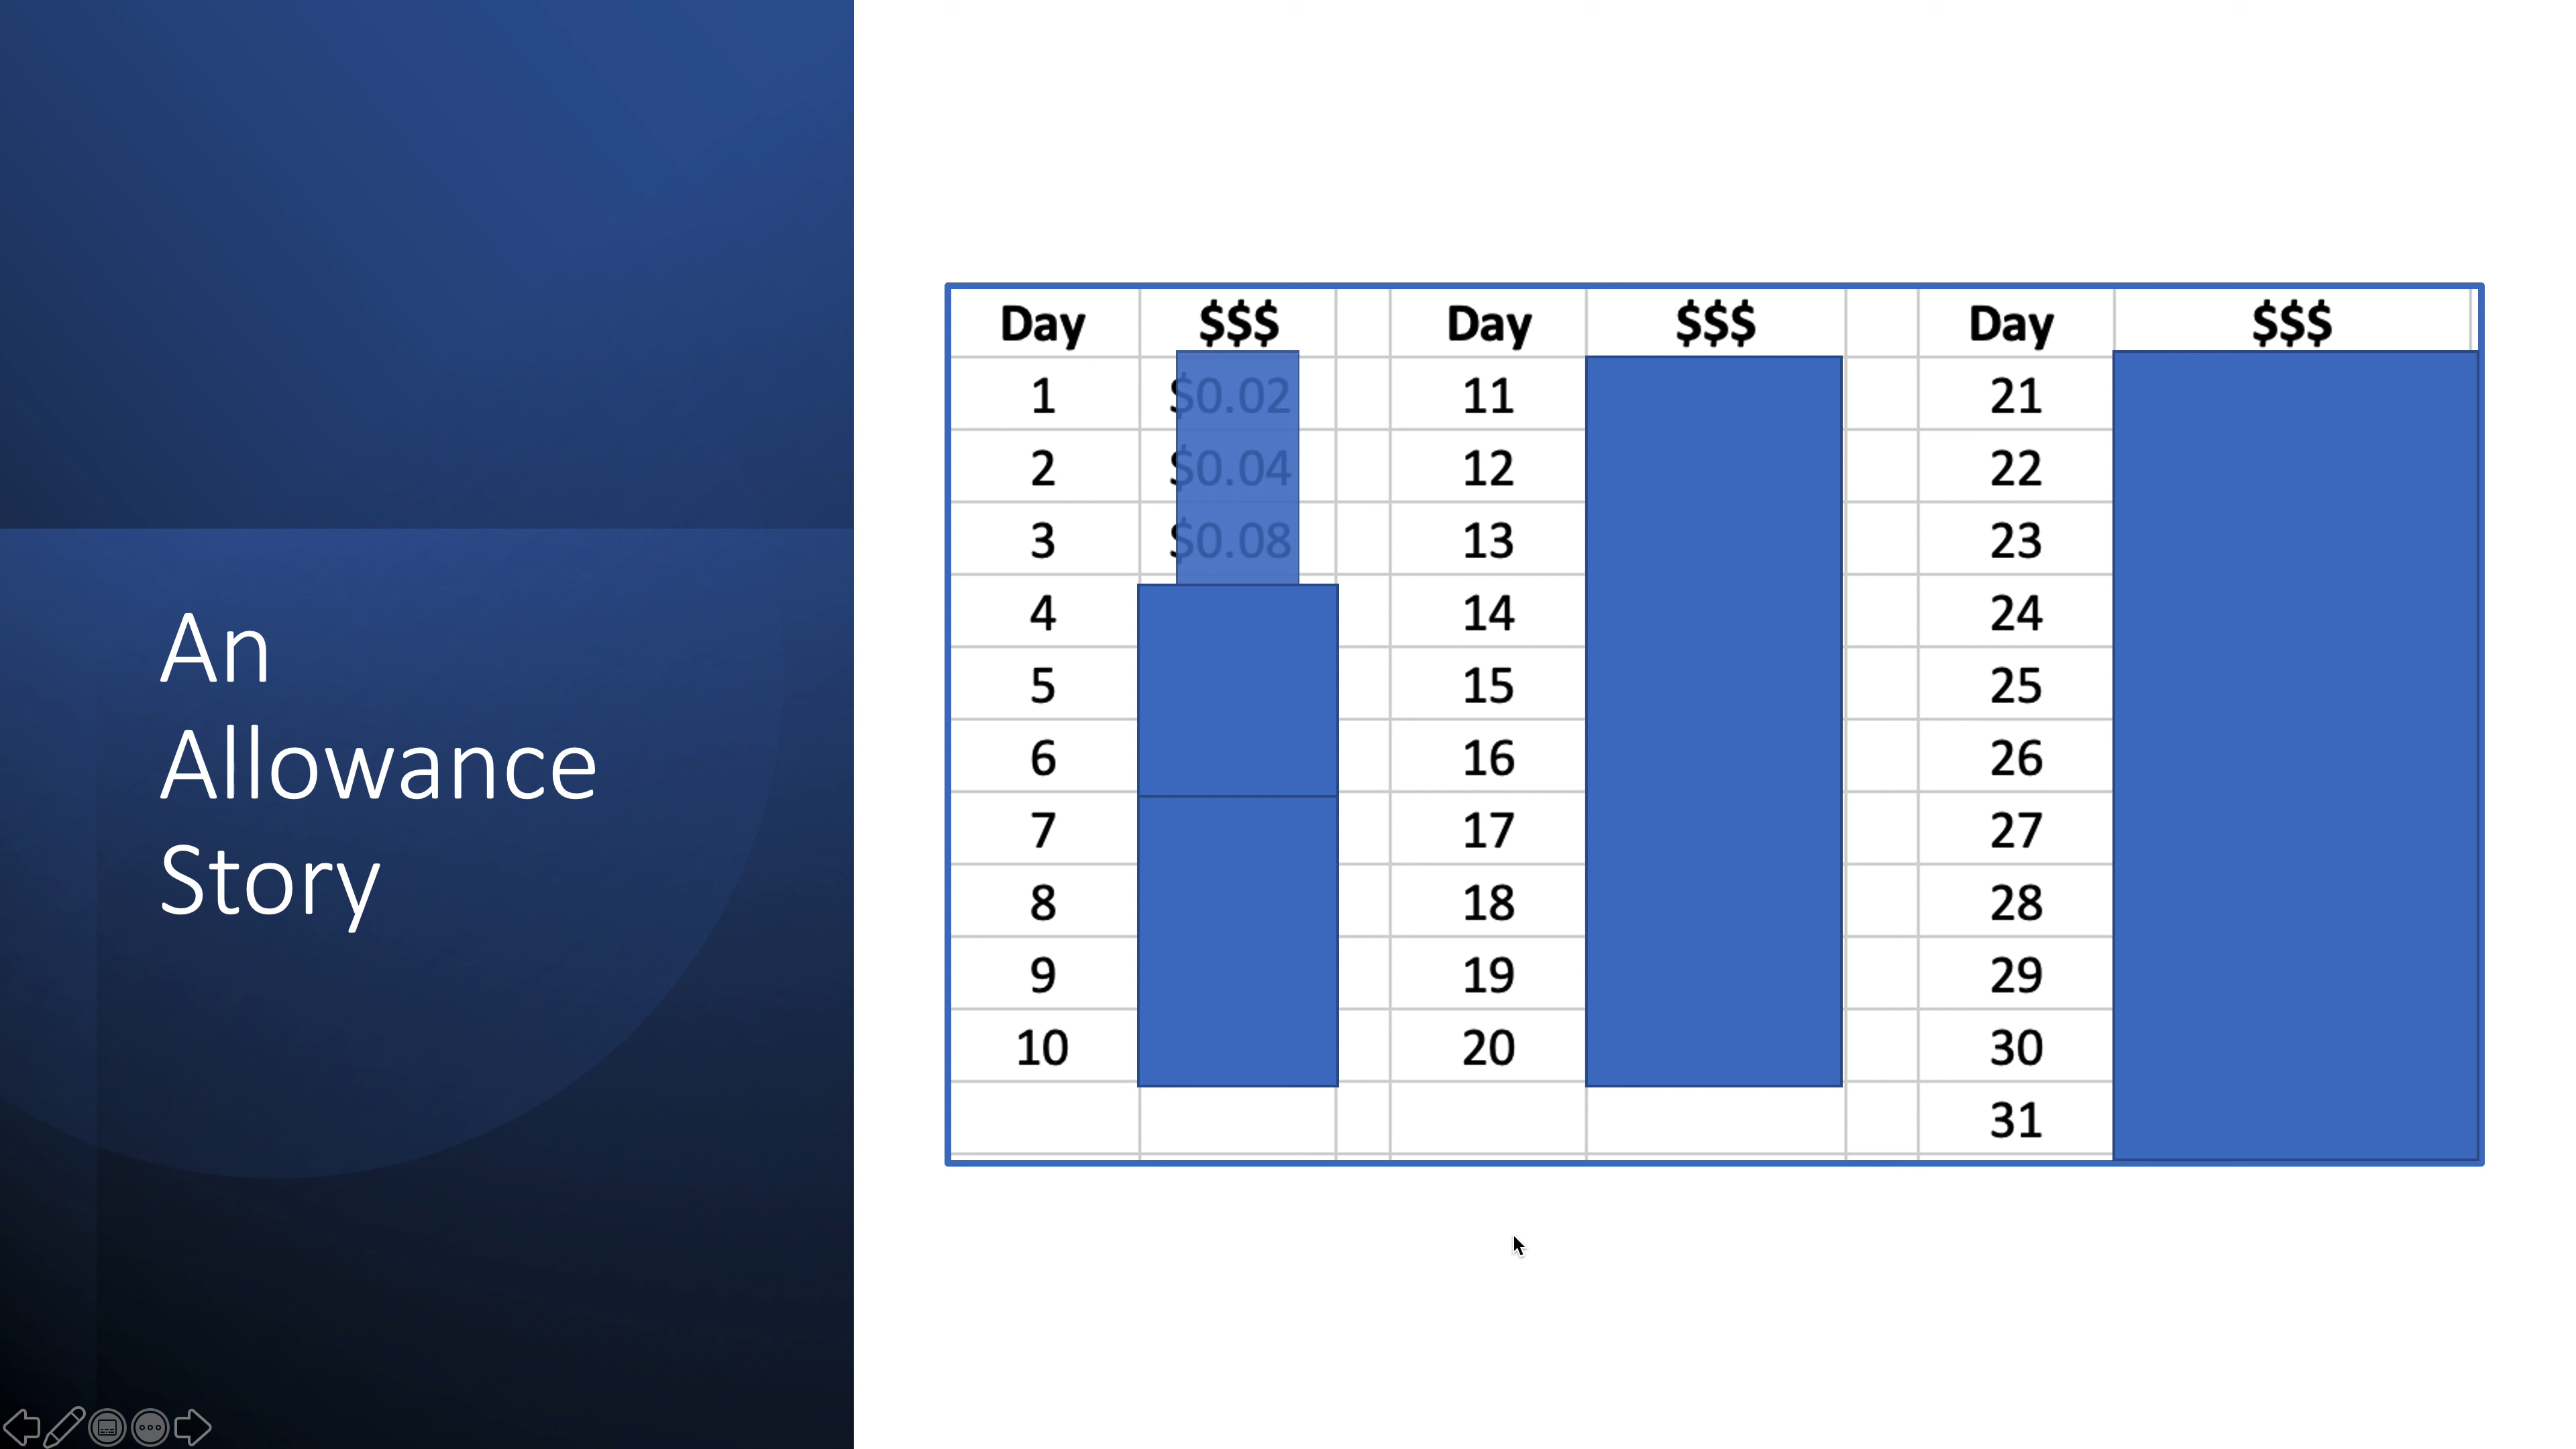 An
Allowance
Story
Day $$$ Day $$$ Day $$$
1 $0.02 11 21
2 $0.04 12 22
3 $0.08 13 23
4 14 24
5 15 25
6 16 26
7 17 27
8 18 28
9 19 29
10 20 30
31